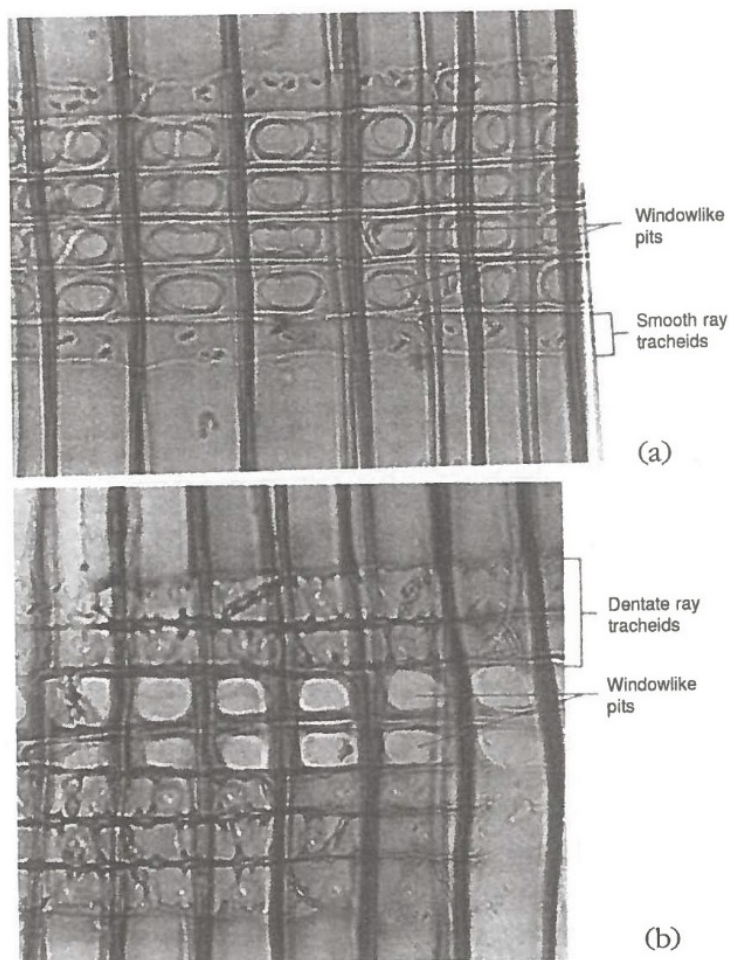 Windowlike
pits
Smooth ray
tracheids
(a)
Dentate ray
tracheids
Windowlike
pits
(b)